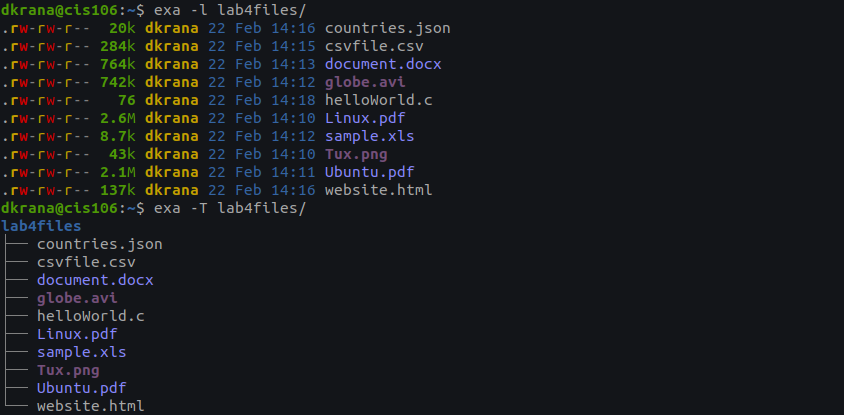 dkrana@cis106:~$ exa -l lab4files/
.rw-rw-r--  20k dkrana 22 Feb 14:16 countries.json
.rw-rw-r-- 284k dkrana 22 Feb 14:15 csvfile.csv
.rw-rw-r-- 764k dkrana 22 Feb 14:13 document.docx
.rw-rw-r-- 742k dkrana 22 Feb 14:12 globe.avi
.rw-rw-r--   76 dkrana 22 Feb 14:18 helloWorld.c
.rw-rw-r-- 2.6M dkrana 22 Feb 14:10 Linux.pdf
.rw-rw-r-- 8.7k dkrana 22 Feb 14:12 sample.xls
.rw-rw-r--  43k dkrana 22 Feb 14:10 Tux.png
.rw-rw-r-- 2.1M dkrana 22 Feb 14:11 Ubuntu.pdf
.rw-rw-r-- 137k dkrana 22 Feb 14:16 website.html
dkrana@cis106:~$ exa -T lab4files/
lab4files
├── countries.json
├── csvfile.csv
├── document.docx
├── globe.avi
├── helloWorld.c
├── Linux.pdf
├── sample.xls
├── Tux.png
├── Ubuntu.pdf
└── website.html